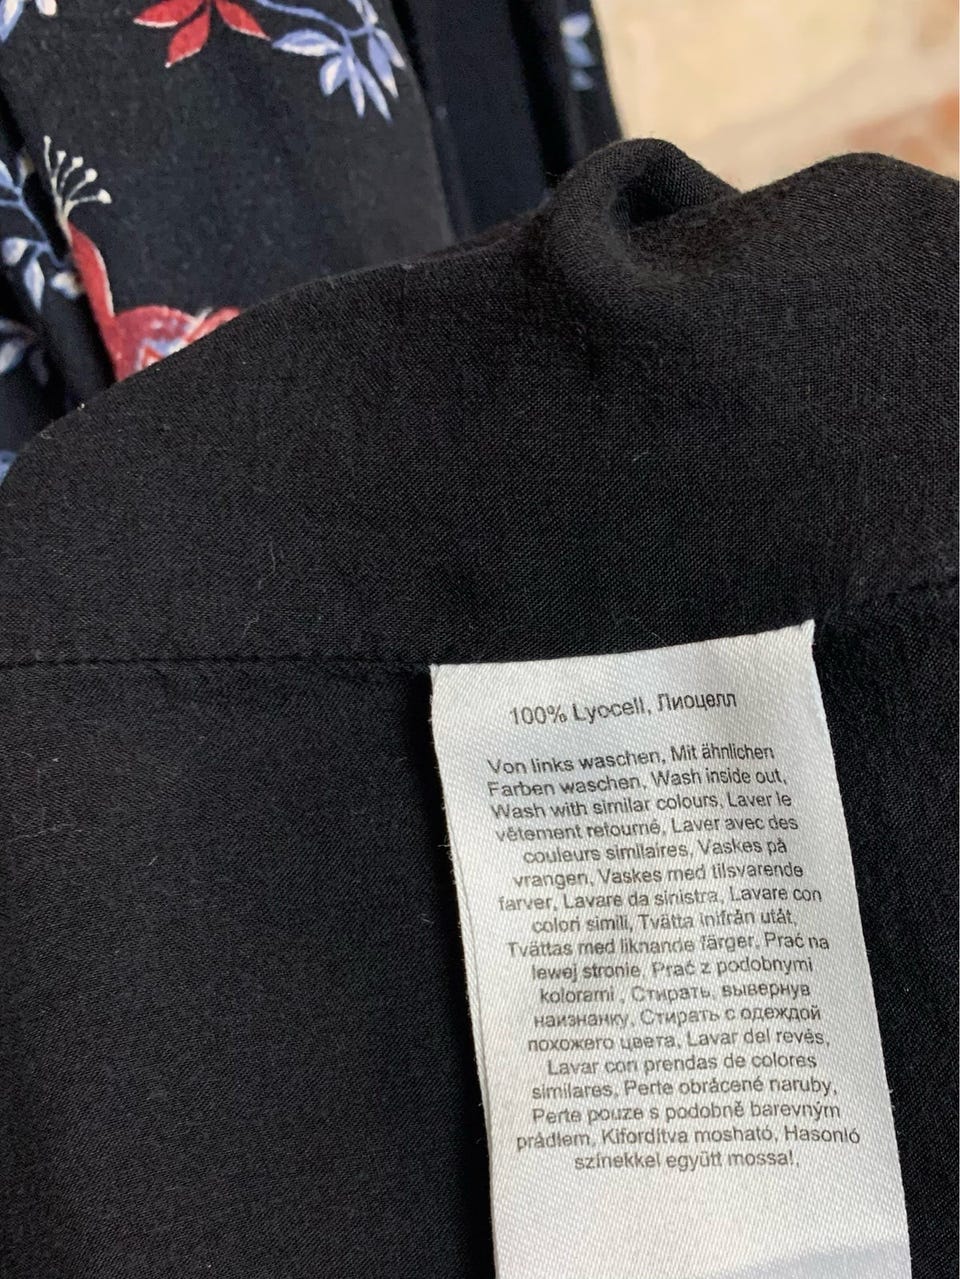 100% Lyocell, Лиоцелл
Von links waschen, Mit ähnlichen
Farben waschen, Wash inside out,
Wash with similar colours, Laver le
vêtement retourné, Laver avec des
couleurs similaires, Vaskes på
vrangen, Vaskes med tilsvarende
farver, Lavare da sinistra, Lavare con
colori simili, Tvätta inifrån utåt,
Tvättas med liknande färger, Prać na
lewej stronie, Prać z podobnymi
kolorami , Стирать, вывернув
наизнанку, Стирать с одеждой
похожего цвета, Lavar del revés,
Lavar con prendas de colores
similares, Perte obrácené naruby,
Perte pouze s podobně barevným
prádlem, Kifordítva mosható, Hasonló
színekkel együtt mossa!,